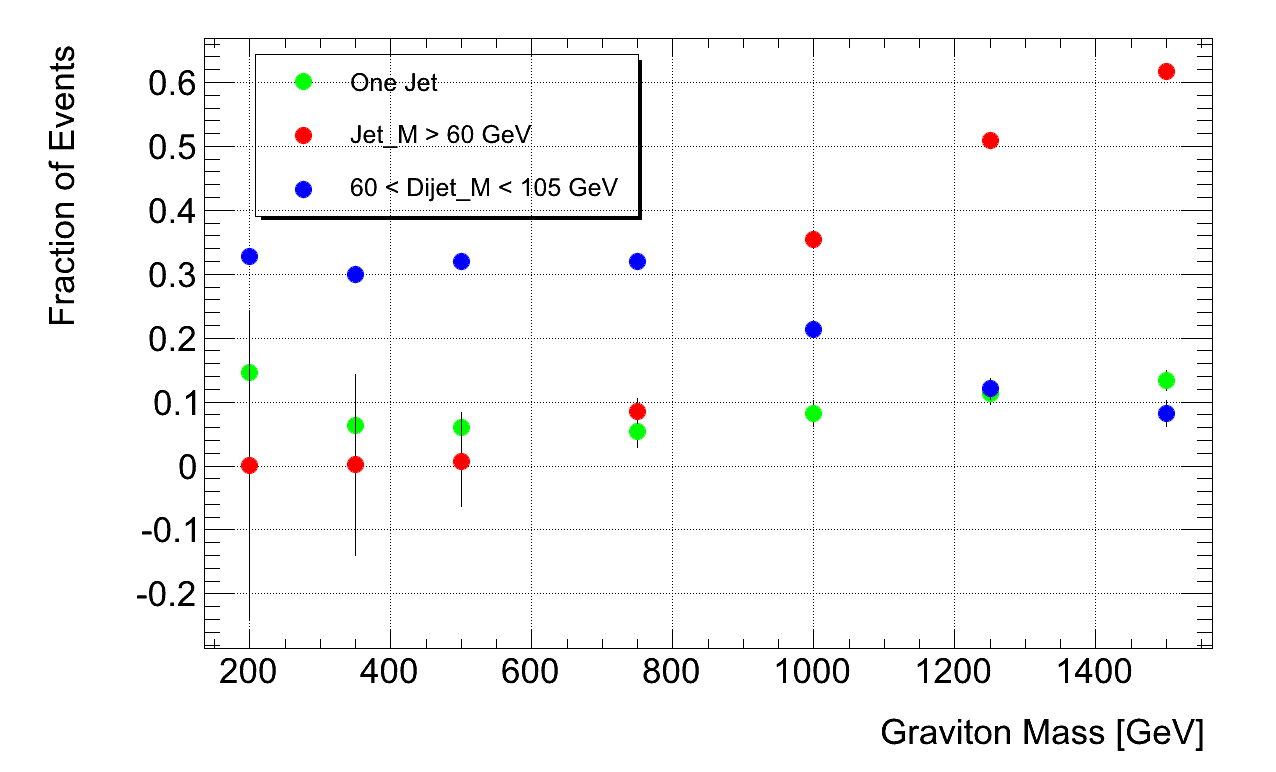 Fraction of Events
One Jet
Jet_M > 60 GeV
60 < Dijet_M < 105 GeV
0.6
0.5
0.4
0.3
0.2
0.1
0
-0.1
-0.2
200 400 600 800 1000 1200 1400
Graviton Mass [GeV]